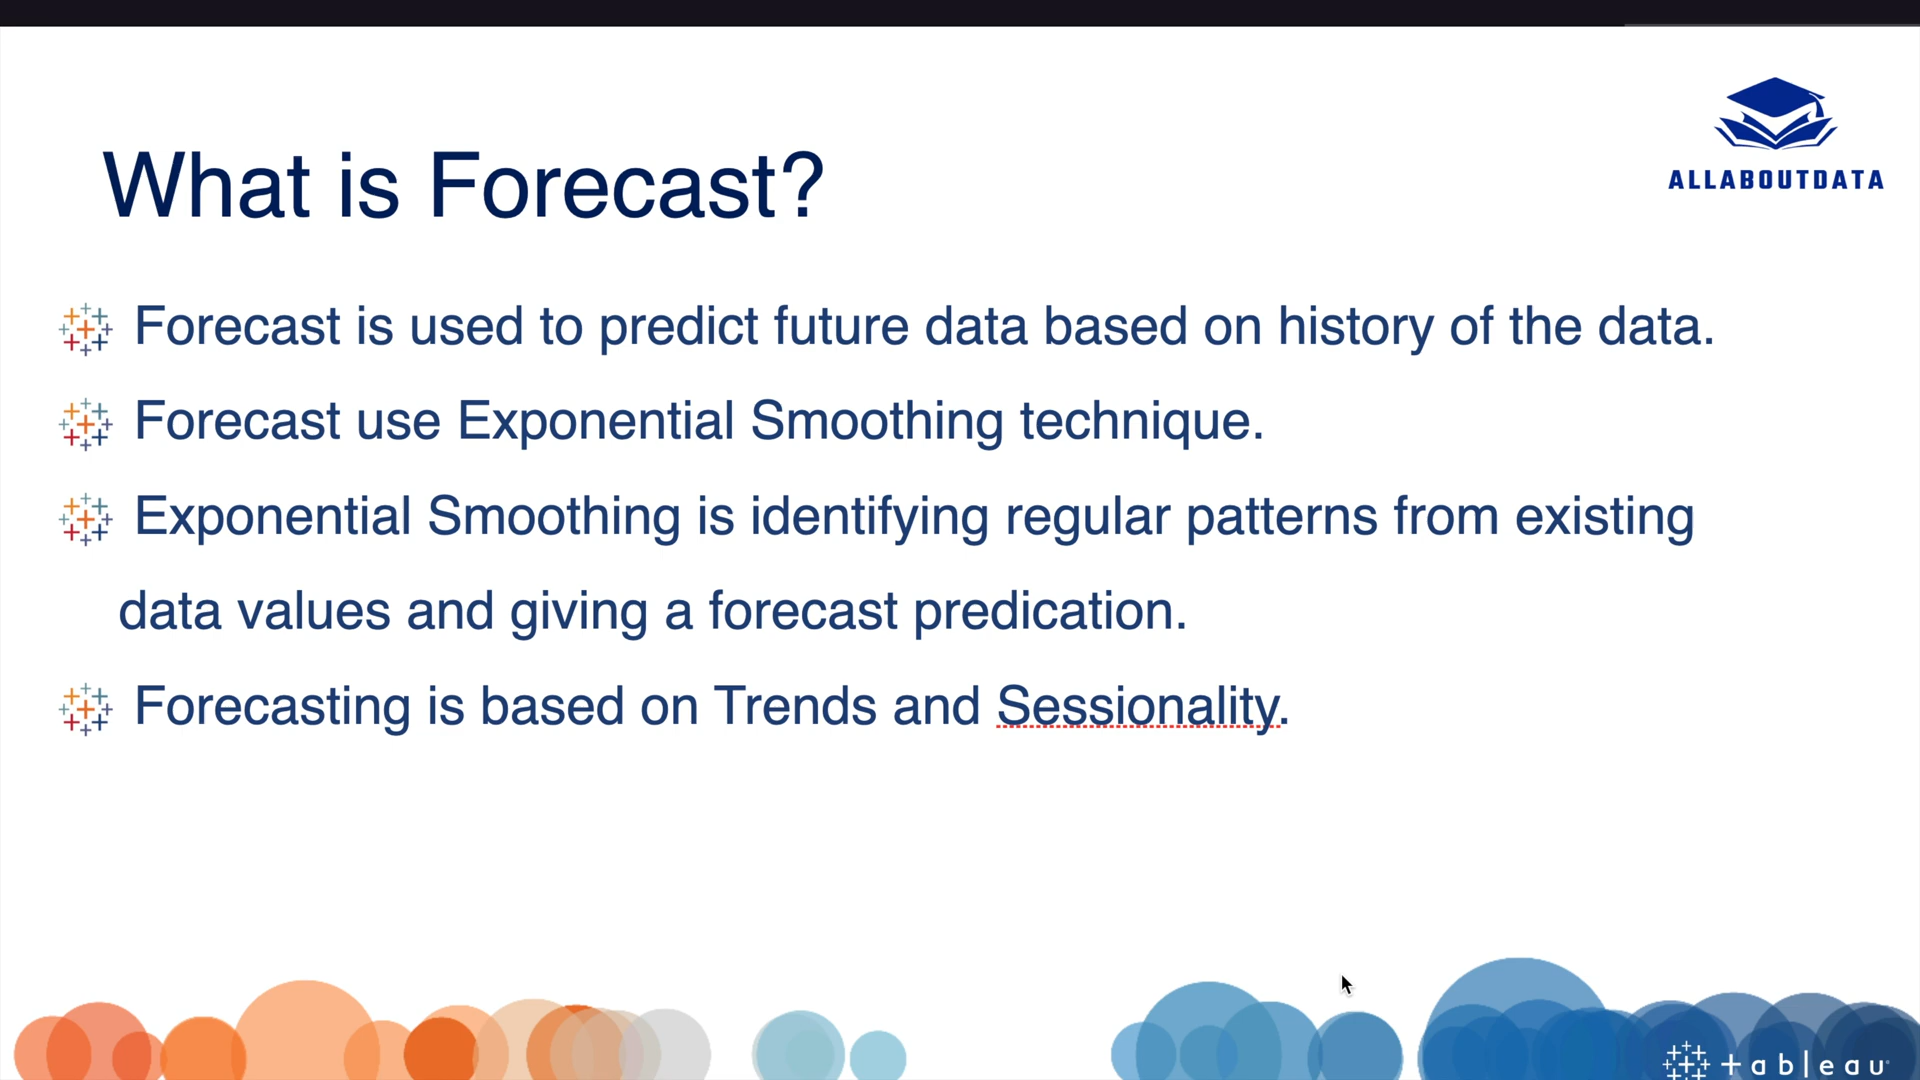 ALLABOUTDATA
What is Forecast?
Forecast is used to predict future data based on history of the data.
Forecast use Exponential Smoothing technique.
Exponential Smoothing is identifying regular patterns from existing
data values and giving a forecast predication.
Forecasting is based on Trends and Sessionality.
+ableau